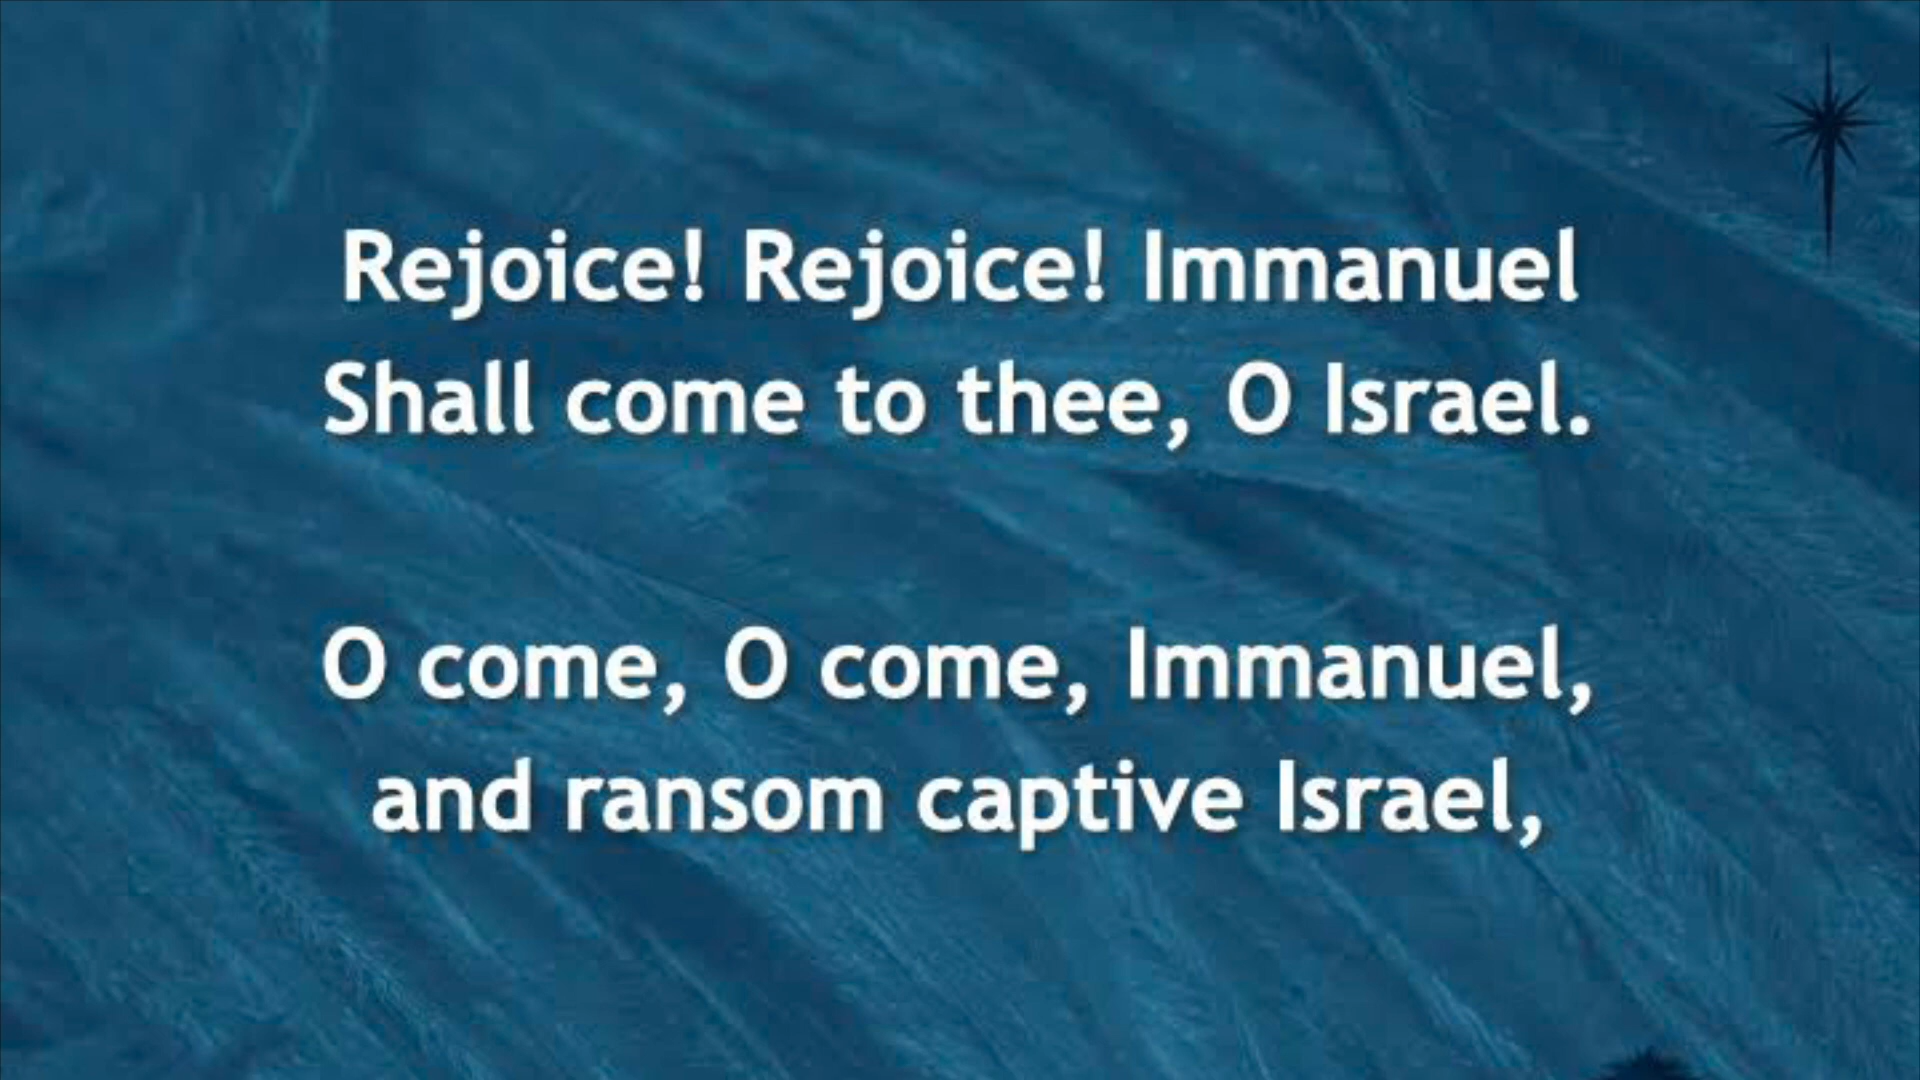 Rejoice! Rejoice! Immanuel
Shall come to thee, O Israel.
O come, O come, Immanuel,
and ransom captive Israel,